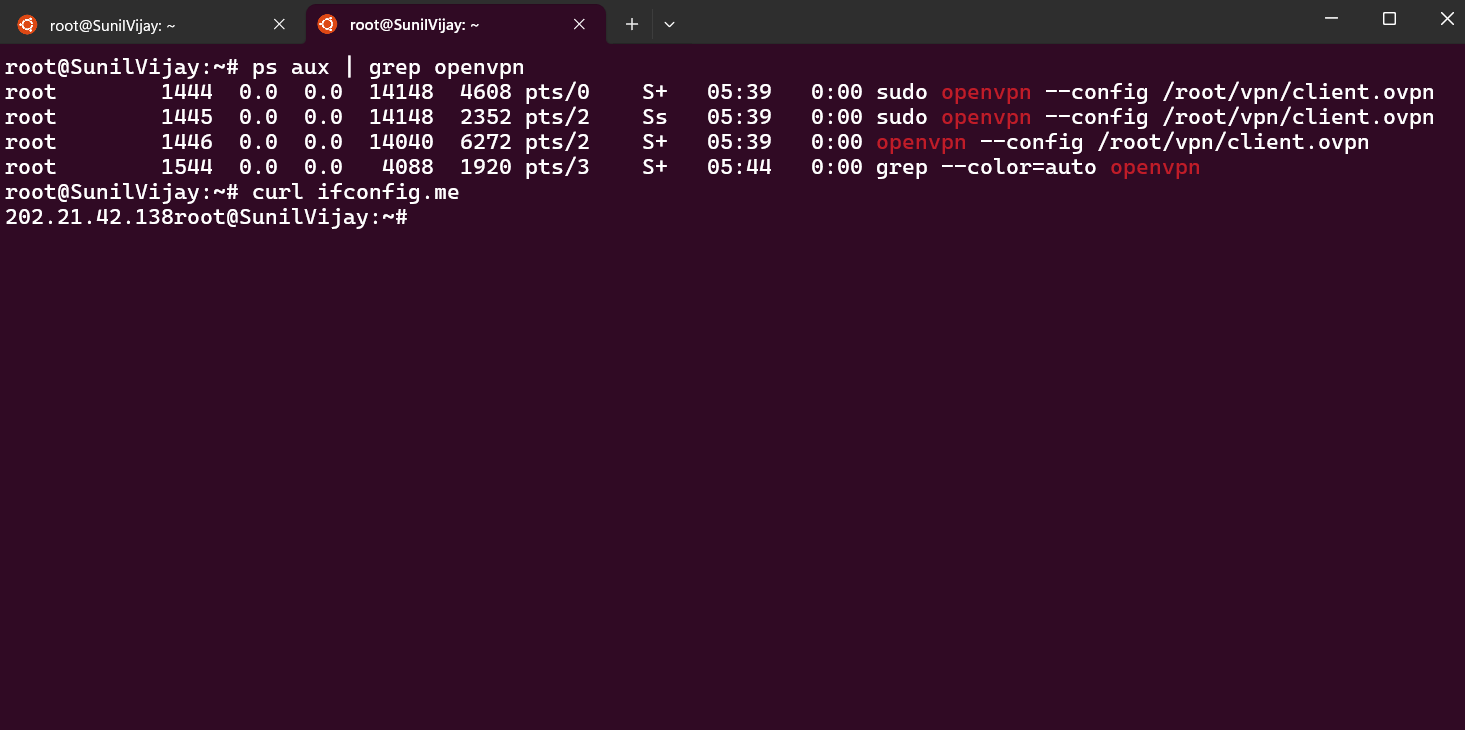 root@SunilVijay: ~
root@SunilVijay: ~
root@SunilVijay:~# ps aux | grep openvpn
root        1444  0.0  0.0  14148  4608 pts/0    S+   05:39   0:00 sudo openvpn --config /root/vpn/client.ovpn
root        1445  0.0  0.0  14148  2352 pts/2    Ss   05:39   0:00 sudo openvpn --config /root/vpn/client.ovpn
root        1446  0.0  0.0  14040  6272 pts/2    S+   05:39   0:00 openvpn --config /root/vpn/client.ovpn
root        1544  0.0  0.0   4088  1920 pts/3    S+   05:44   0:00 grep --color=auto openvpn
root@SunilVijay:~# curl ifconfig.me
202.21.42.138root@SunilVijay:~#